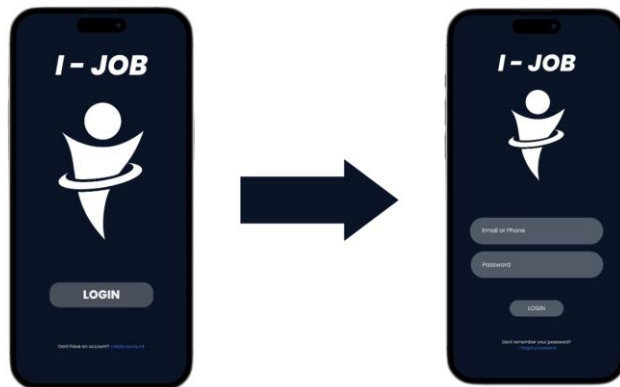 I - JOB
LOGIN
Dont have an account? create account
I - JOB
Email or Phone
Password
LOGIN
Dont remember your password?
I forgot password